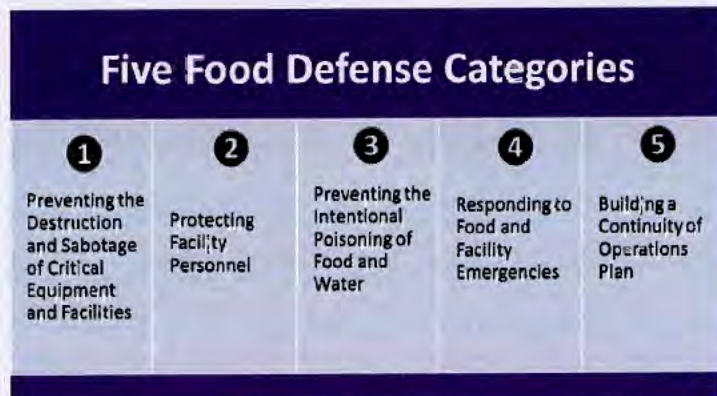 Five Food Defense Categories
1
Preventing the
Destruction
and Sabotage
of Critical
Equipment
and Facilities
2
Protecting
Facility
Personnel
3
Preventing the
Intentional
Poisoning of
Food and
Water
4
Responding to
Food and
Facility
Emergencies
5
Building a
Continuity of
Operations
Plan